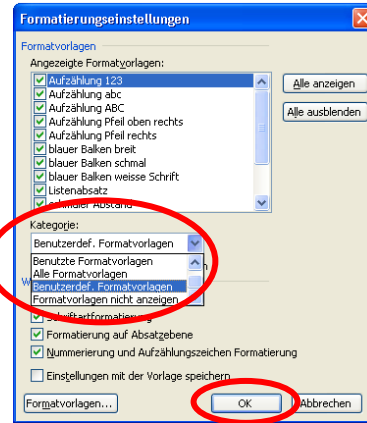 Formatierungseinstellungen
Formatvorlagen
Angezeigte Formatvorlagen:
Aufzählung 123
Aufzählung abc
Aufzählung ABC
Aufzählung Pfeil oben rechts
Aufzählung Pfeil rechts
blauer Balken breit
blauer Balken schmal
blauer Balken weisse Schrift
Listenabsatz
schmaler Abstand
Alle anzeigen
Alle ausblenden
Kategorie:
Benutzerdef. Formatvorlagen
Benutzte Formatvorlagen
Alle Formatvorlagen
Benutzerdef. Formatvorlagen
Formatvorlagen nicht anzeigen
Schriftartformatierung
Formatierung auf Absatzebene
Nummerierung und Aufzählungszeichen Formatierung
Einstellungen mit der Vorlage speichern
Formatvorlagen...
OK
Abbrechen